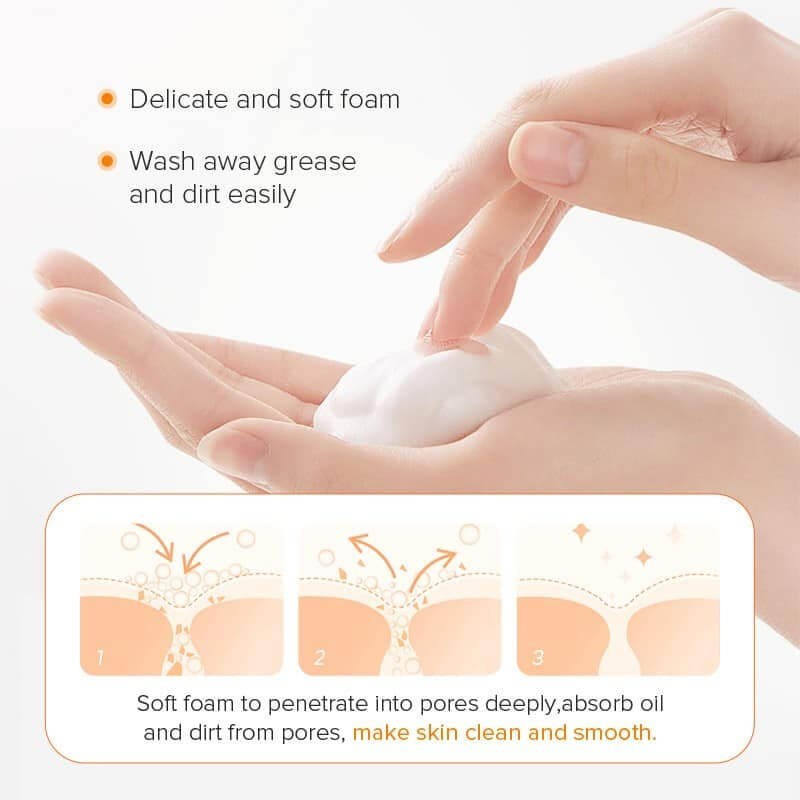 Delicate and soft foam
Wash away grease
and dirt easily
1
2
3
Soft foam to penetrate into pores deeply,absorb oil
and dirt from pores, make skin clean and smooth.